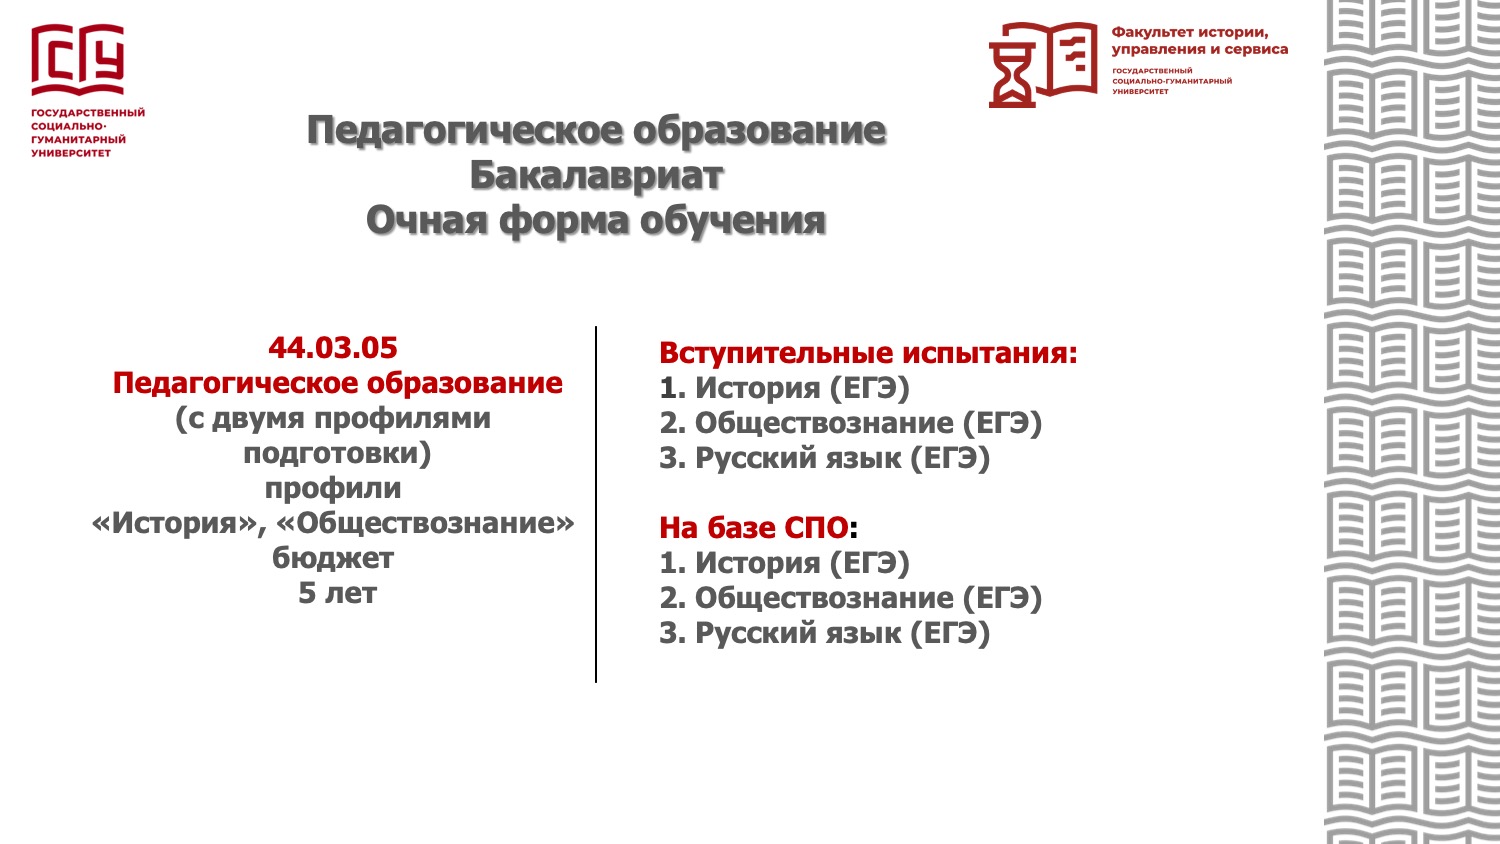 ГСГУ
ГОСУДАРСТВЕННЫЙ
СОЦИАЛЬНО-
ГУМАНИТАРНЫЙ
УНИВЕРСИТЕТ
Факультет истории,
управления и сервиса
ГОСУДАРСТВЕННЫЙ
СОЦИАЛЬНО-ГУМАНИТАРНЫЙ
УНИВЕРСИТЕТ
Педагогическое образование
Бакалавриат
Очная форма обучения
44.03.05
Педагогическое образование
(с двумя профилями
подготовки)
профили
«История», «Обществознание»
бюджет
5 лет
Вступительные испытания:
1. История (ЕГЭ)
2. Обществознание (ЕГЭ)
3. Русский язык (ЕГЭ)
На базе СПО:
1. История (ЕГЭ)
2. Обществознание (ЕГЭ)
3. Русский язык (ЕГЭ)